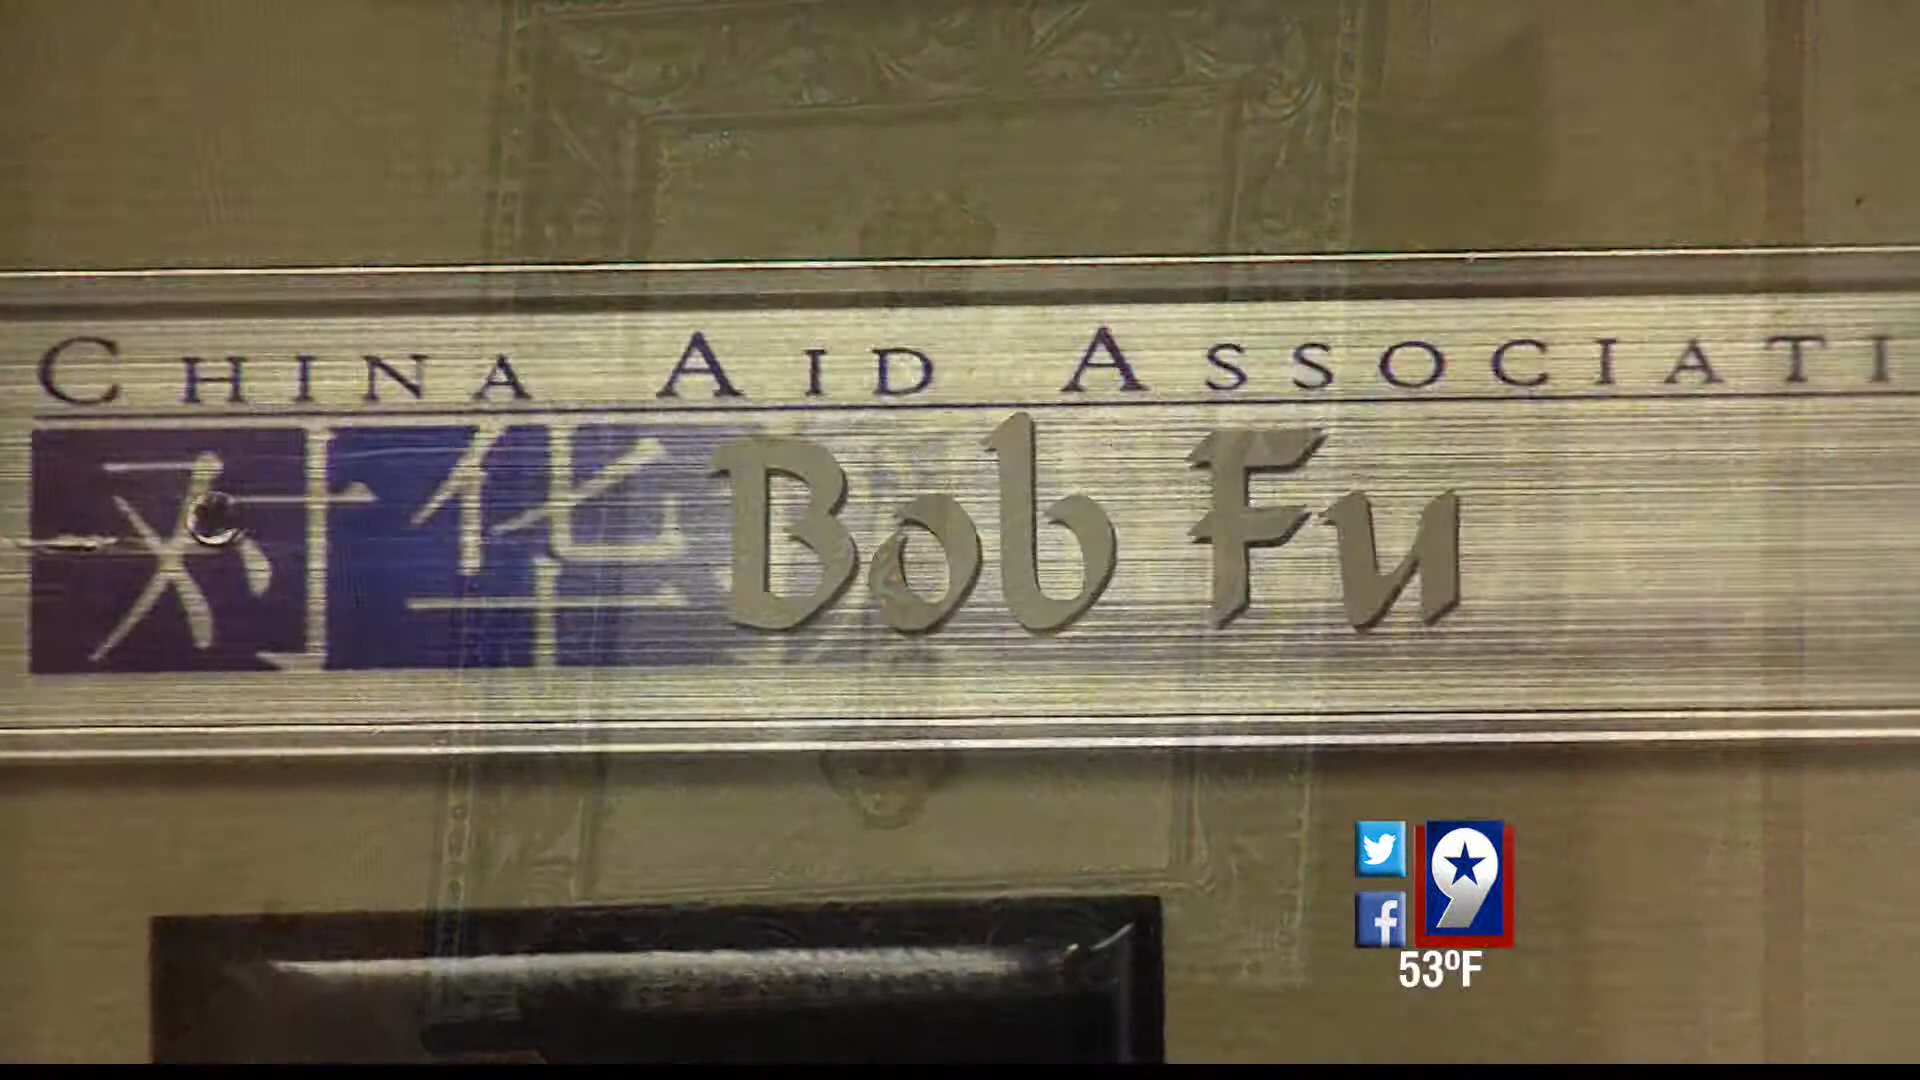 CHINA AID ASSOCIATI
对华
Bob Fu
9
53ºF